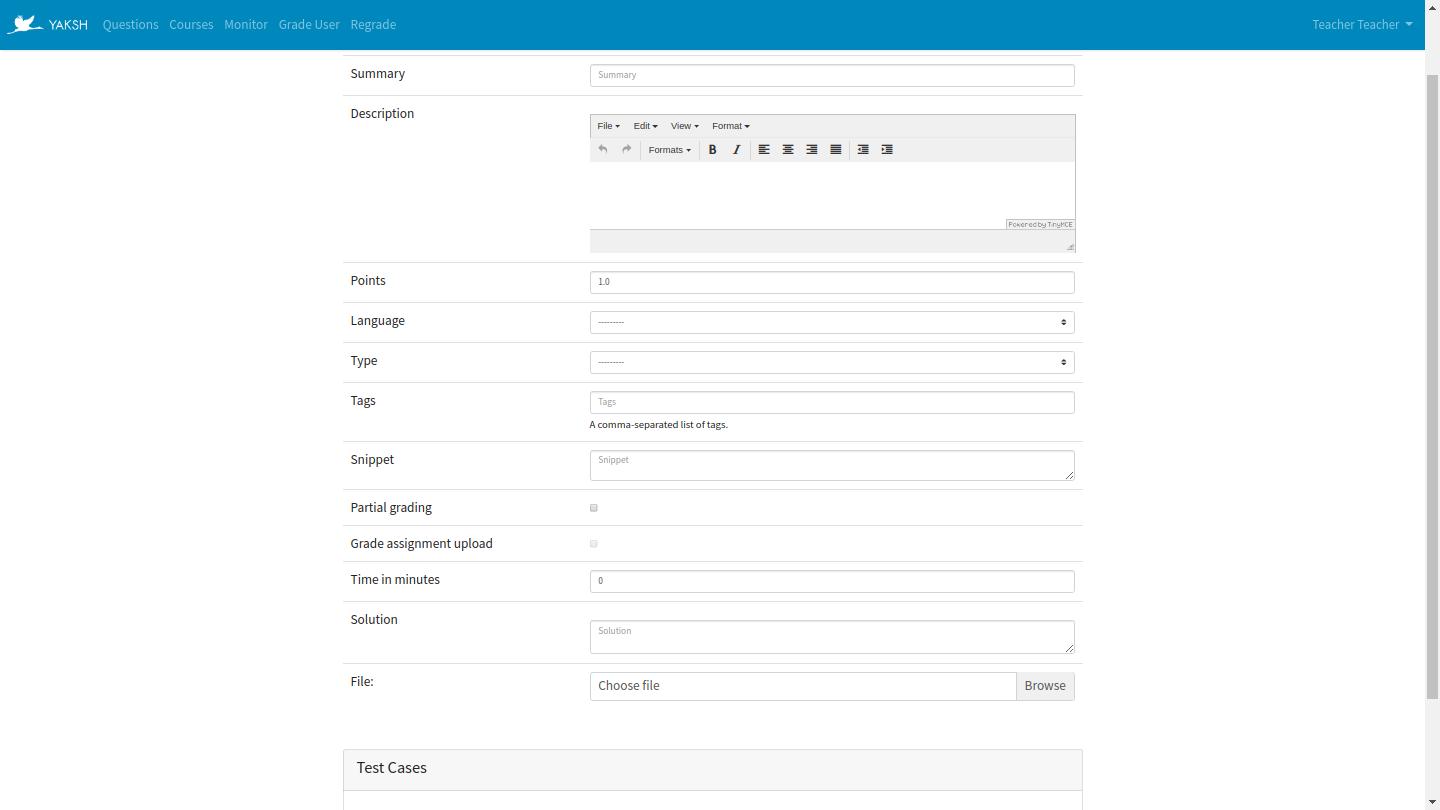 YAKSH Questions Courses Monitor Grade User Regrade Teacher Teacher
Summary Summary
Description
File Edit View Format
Formats B I
Powered by TinyMCE
Points 1.0
Language ---------
Type ---------
Tags Tags
A comma-separated list of tags.
Snippet Snippet
Partial grading
Grade assignment upload
Time in minutes 0
Solution Solution
File: Choose file Browse
Test Cases